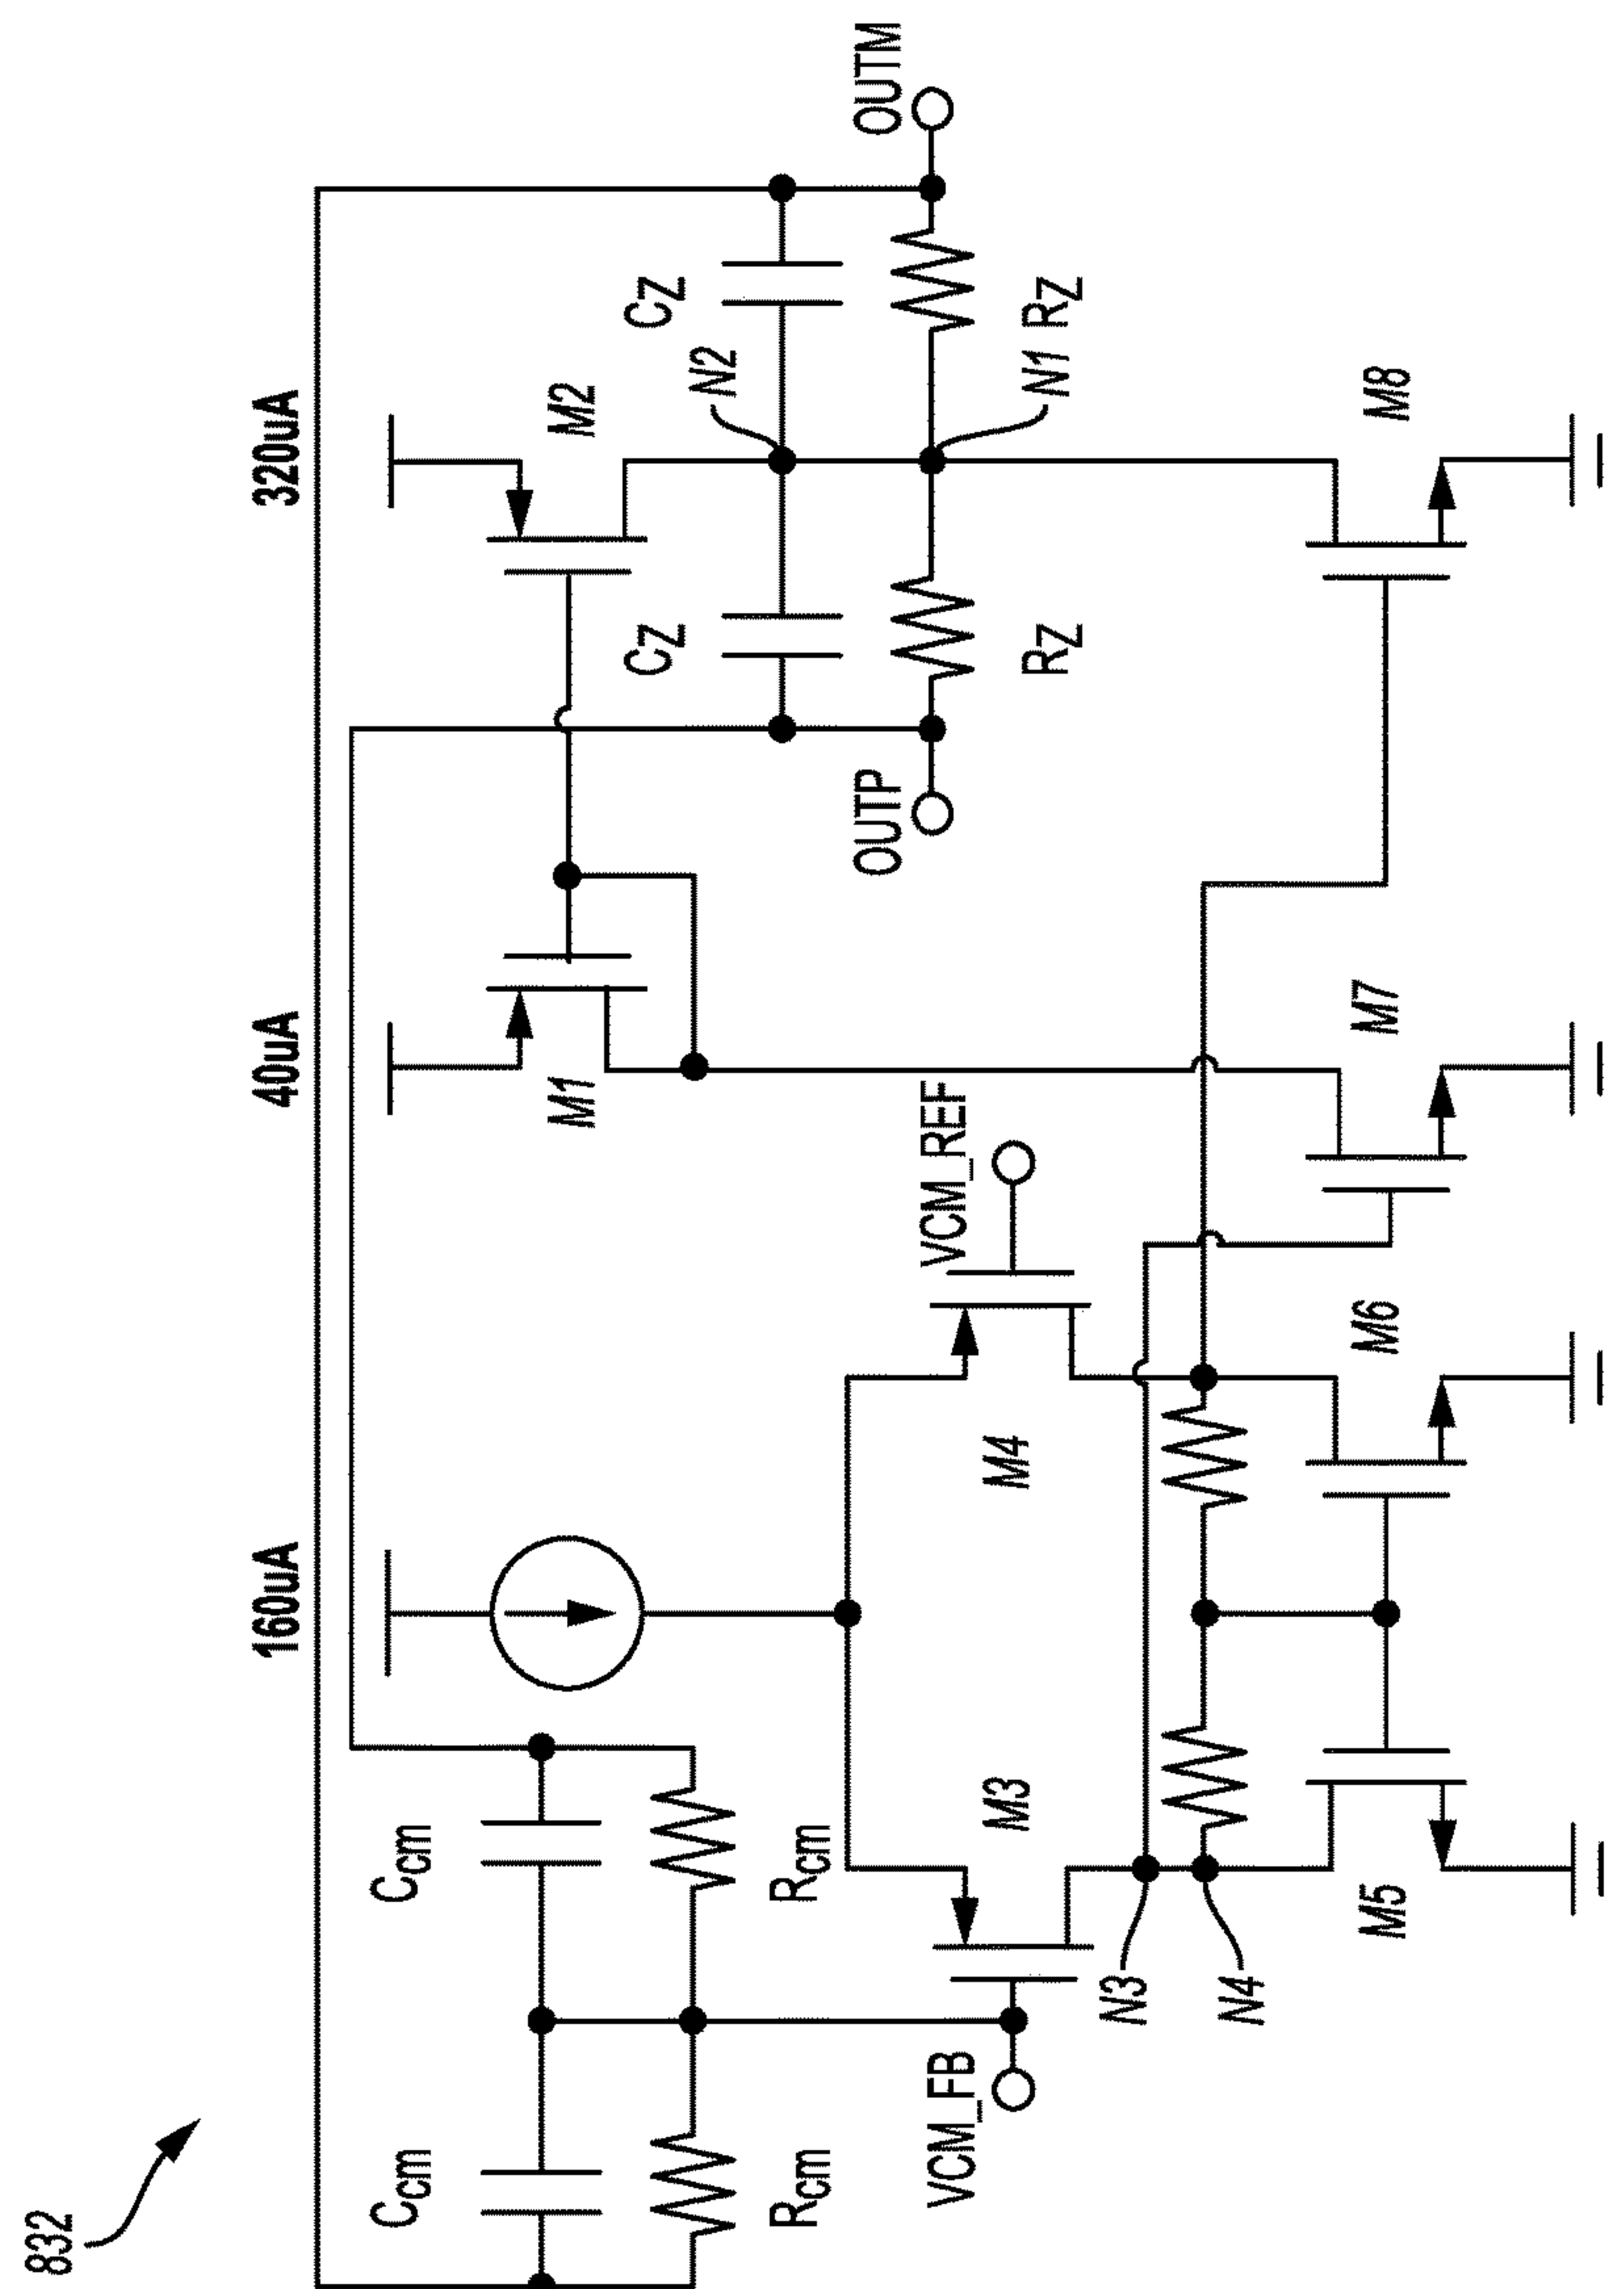 832
160uA
40uA
320uA
Ccm
Ccm
Rcm
Rcm
M1
M2
CZ
CZ
N2
OUTP
OUTM
RZ
RZ
N1
VCM_FB
VCM_REF
M3
M4
N3
N4
M5
M6
M7
M8